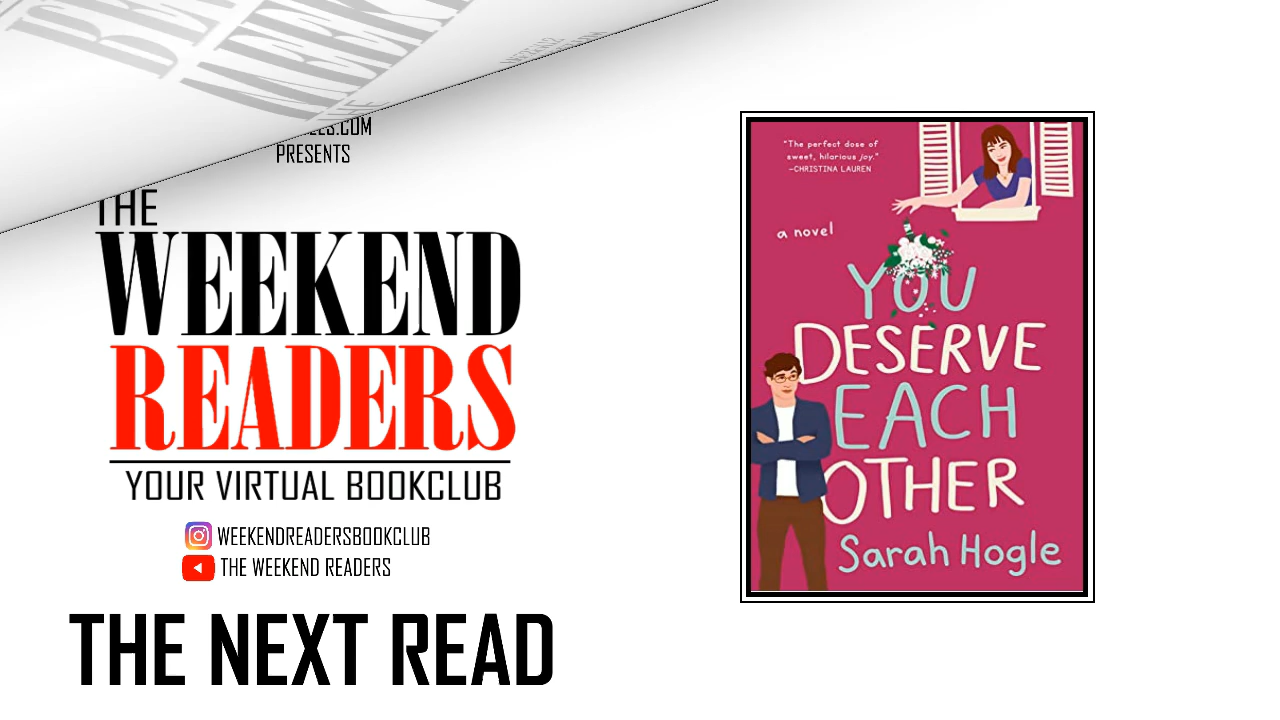 PRESENTS
THE
WEEKEND
READERS
YOUR VIRTUAL BOOKCLUB
WEEKENDREADERSBOOKCLUB
THE WEEKEND READERS
THE NEXT READ
"The perfect dose of
sweet, hilarious joy."
—CHRISTINA LAUREN
a novel
YOU
DESERVE
EACH
OTHER
Sarah Hogle